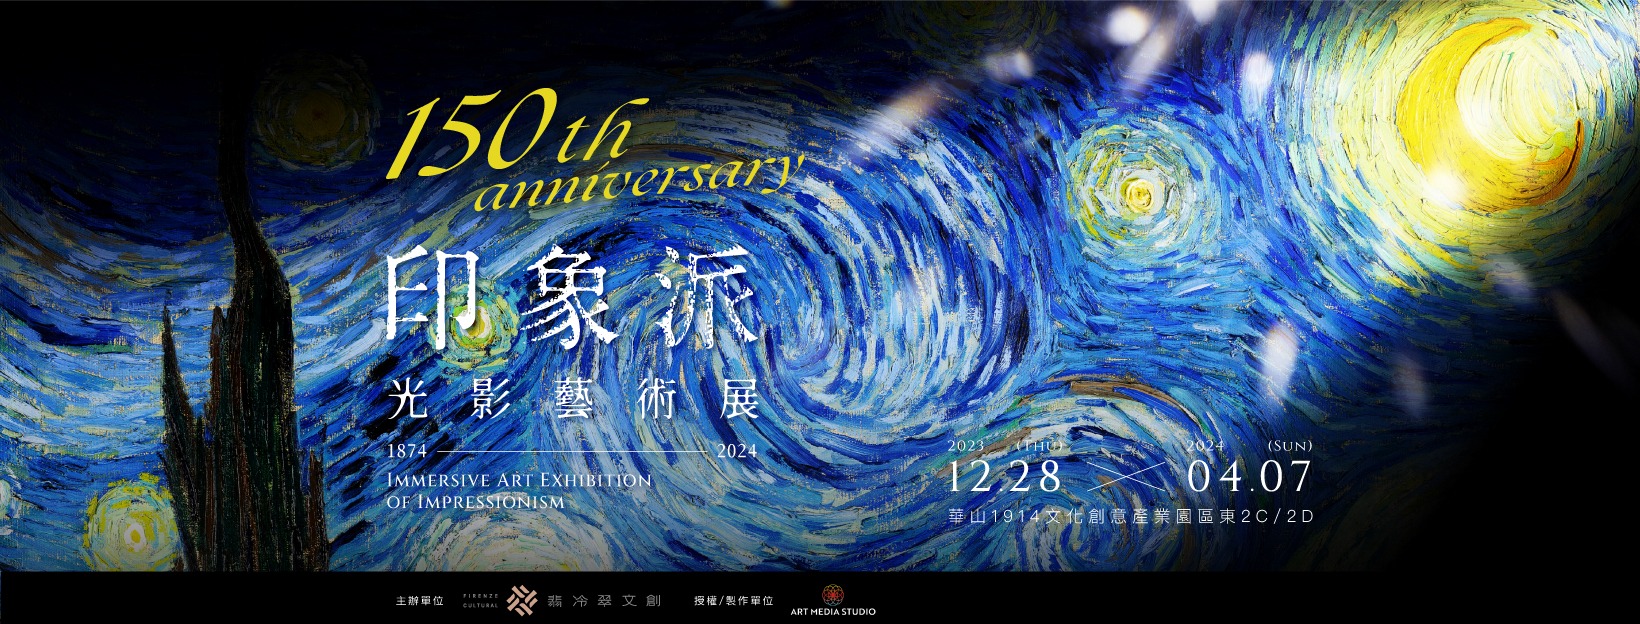 150th
anniversary
印象派
光影藝術展
1874 2024
IMMERSIVE ART EXHIBITION
OF IMPRESSIONISM
2023 (THU) 2024 (SUN)
12.28 04.07
華山1914文化創意產業園區東2C/2D
主辦單位 FIRENZE CULTURAL 翡冷翠文創 授權/製作單位 ART MEDIA STUDIO